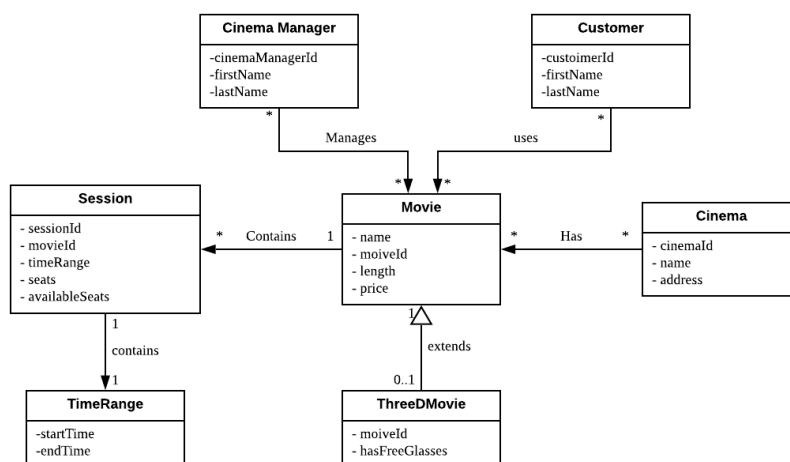 Cinema Manager
-cinemaManagerId
-firstName
-lastName
*
Customer
-custoimerId
-firstName
-lastName
*
Manages
uses
*
*
Session
- sessionId
- movieId
- timeRange
- seats
- availableSeats
*
Contains
1
Movie
- name
- moiveId
- length
- price
*
Has
*
Cinema
- cinemaId
- name
- address
1
contains
1
1
extends
0..1
TimeRange
-startTime
-endTime
ThreeDMovie
- moiveId
- hasFreeGlasses